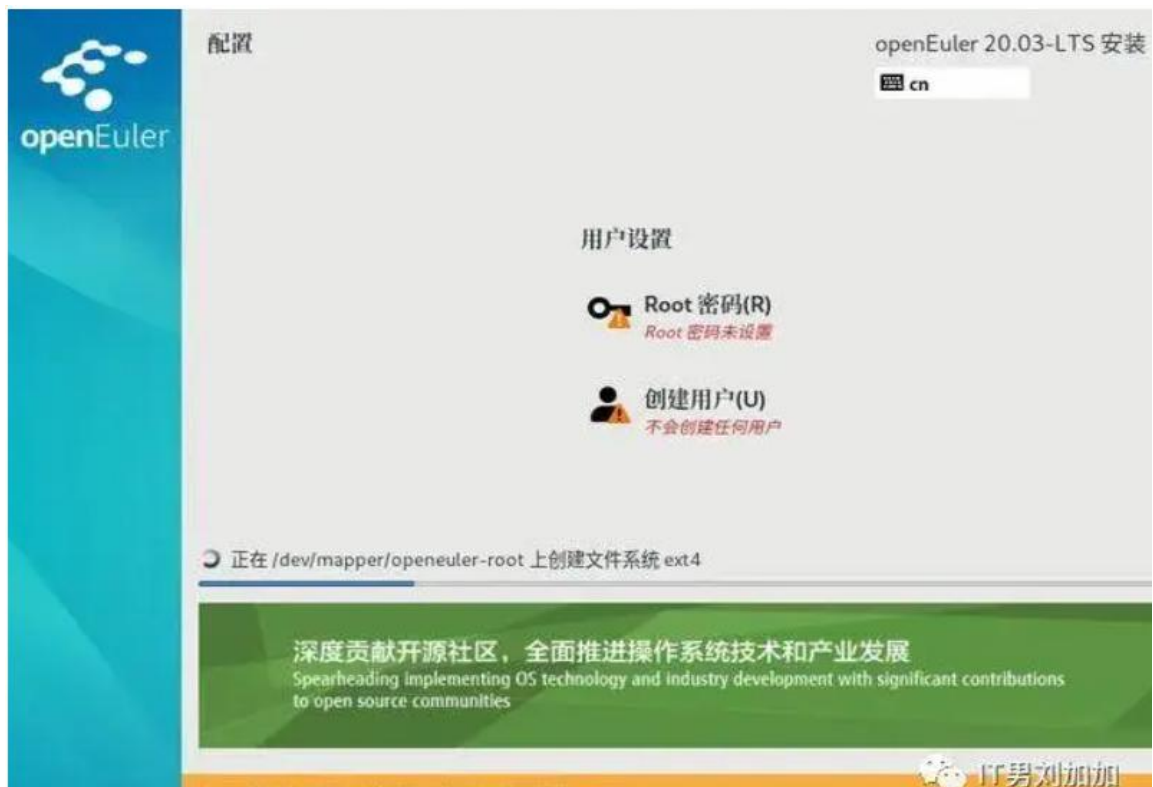 配置
openEuler 20.03-LTS 安装
cn
openEuler
用户设置
Root 密码(R)
Root 密码未设置
创建用户(U)
不会创建任何用户
正在 /dev/mapper/openeuler-root 上创建文件系统 ext4
深度贡献开源社区，全面推进操作系统技术和产业发展
Spearheading implementing OS technology and industry development with significant contributions
to open source communities
IT男刘加加